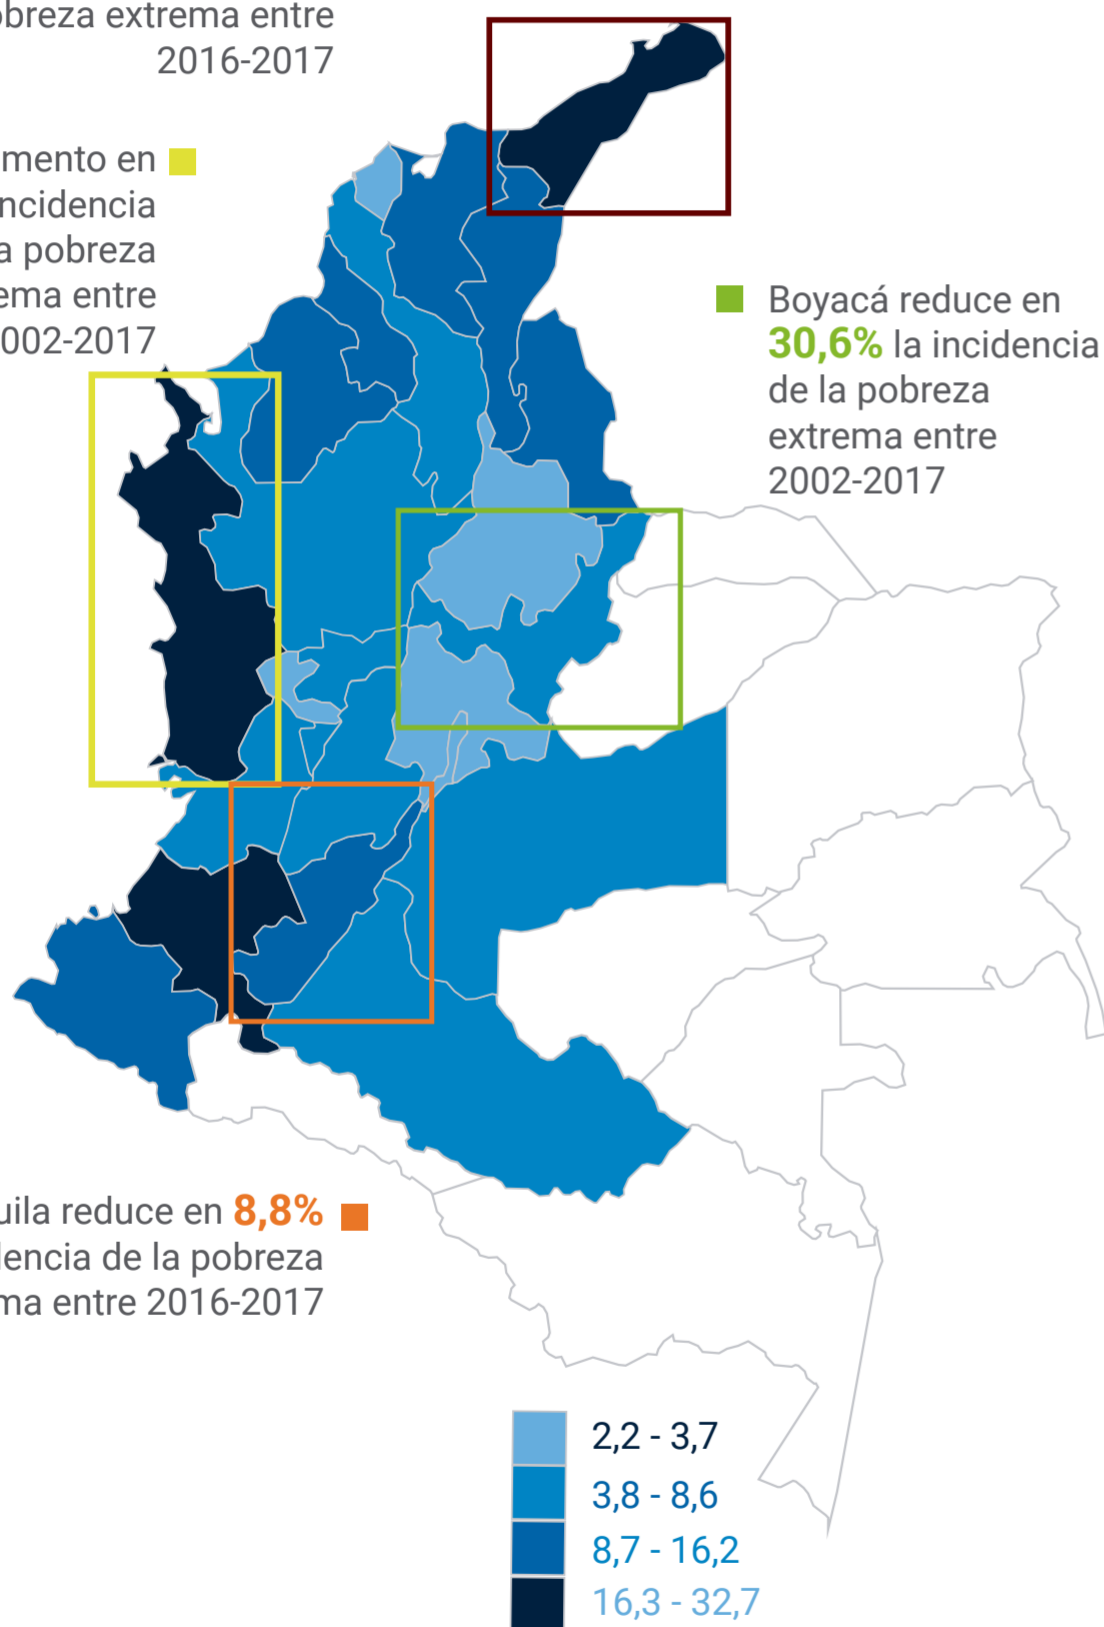 obreza extrema entre
2016-2017
mento en
ncidencia
a pobreza
ema entre
002-2017
Boyacá reduce en
30,6% la incidencia
de la pobreza
extrema entre
2002-2017
uila reduce en 8,8%
dencia de la pobreza
ma entre 2016-2017
2,2 - 3,7
3,8 - 8,6
8,7 - 16,2
16,3 - 32,7